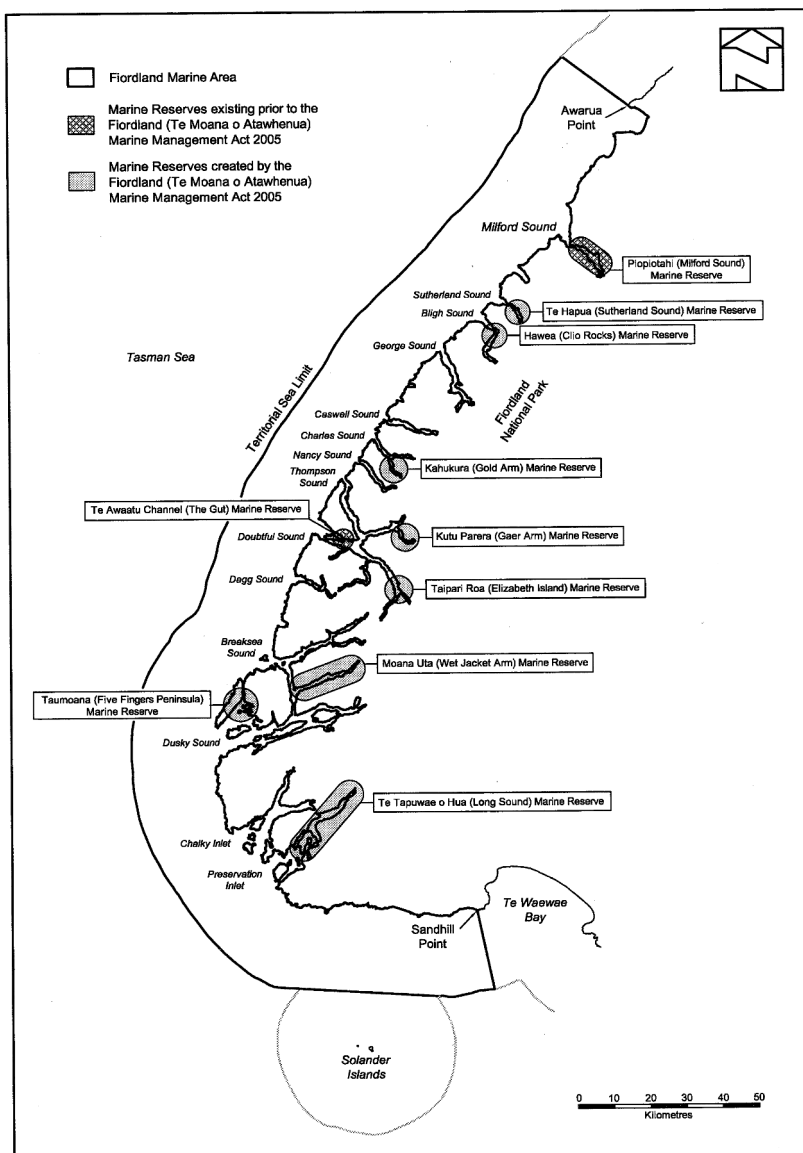 Fiordland Marine Area
Marine Reserves existing prior to the
Fiordland (Te Moana o Atawhenua)
Marine Management Act 2005
Marine Reserves created by the
Fiordland (Te Moana o Atawhenua)
Marine Management Act 2005
Awarua
Point
Milford Sound
Piopiotahi (Milford Sound)
Marine Reserve
Sutherland Sound
Te Hapua (Sutherland Sound) Marine Reserve
Bligh Sound
Hawea (Clio Rocks) Marine Reserve
George Sound
Tasman Sea
Territorial Sea Limit
Fiordland
National Park
Caswell Sound
Charles Sound
Nancy Sound
Thompson
Sound
Kahukura (Gold Arm) Marine Reserve
Te Awaatu Channel (The Gut) Marine Reserve
Doubtful Sound
Kutu Parera (Gaer Arm) Marine Reserve
Dagg Sound
Taipari Roa (Elizabeth Island) Marine Reserve
Breaksea
Sound
Moana Uta (Wet Jacket Arm) Marine Reserve
Taumoana (Five Fingers Peninsula)
Marine Reserve
Dusky Sound
Te Tapuwae o Hua (Long Sound) Marine Reserve
Chalky Inlet
Preservation
Inlet
Te Waewae
Bay
Sandhill
Point
Solander
Islands
0 10 20 30 40 50
Kilometres